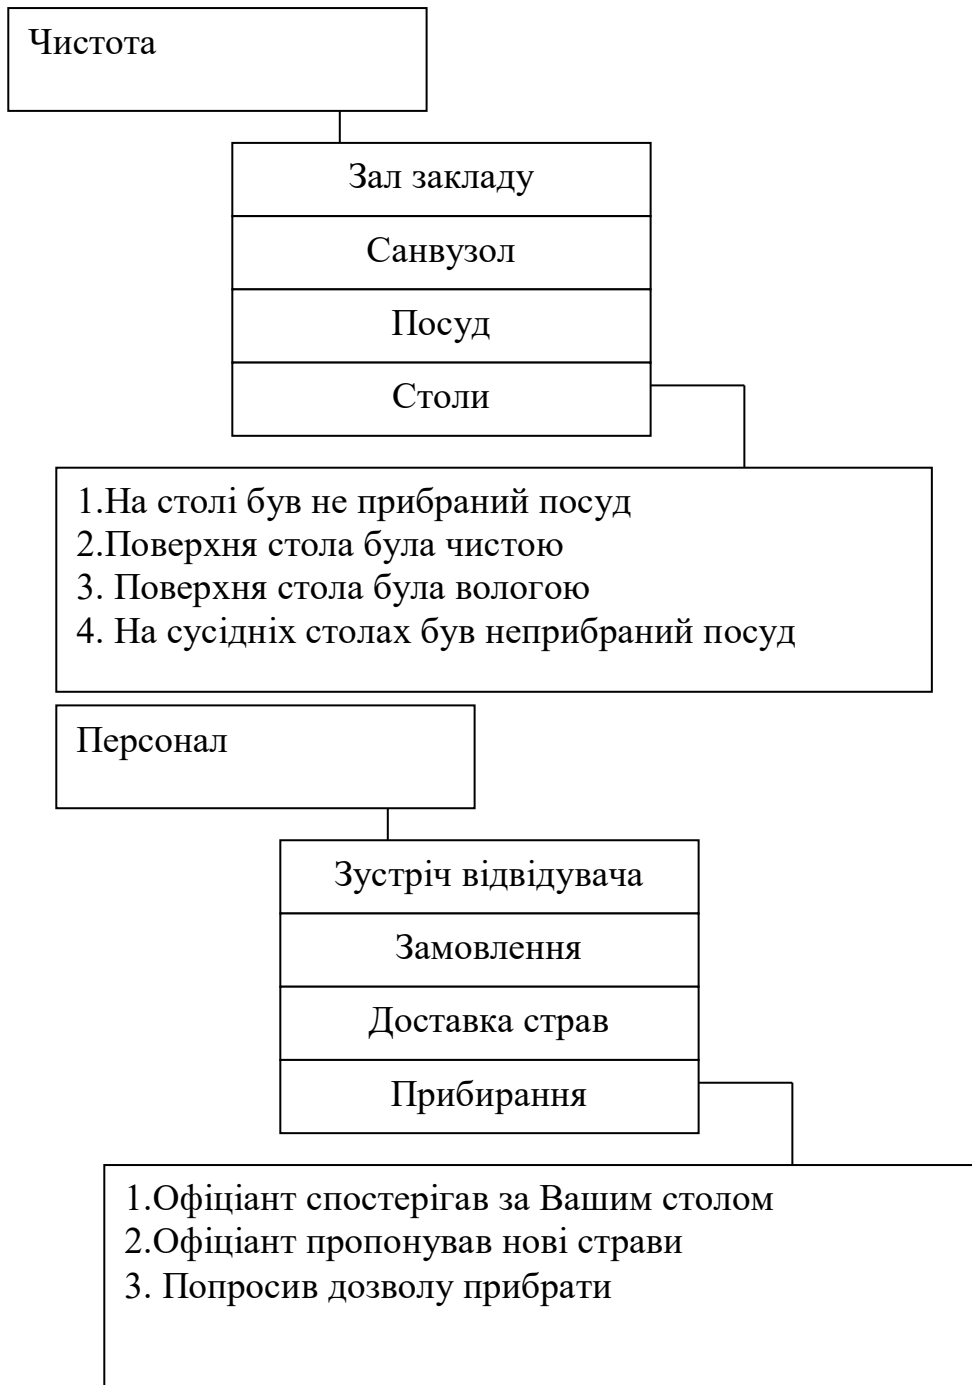 Чистота
Зал закладу
Санвузол
Посуд
Столи
1.На столі був не прибраний посуд
2.Поверхня стола була чистою
3. Поверхня стола була вологою
4. На сусідніх столах був неприбраний посуд
Персонал
Зустріч відвідувача
Замовлення
Доставка страв
Прибирання
1.Офіціант спостерігав за Вашим столом
2.Офіціант пропонував нові страви
3. Попросив дозволу прибрати